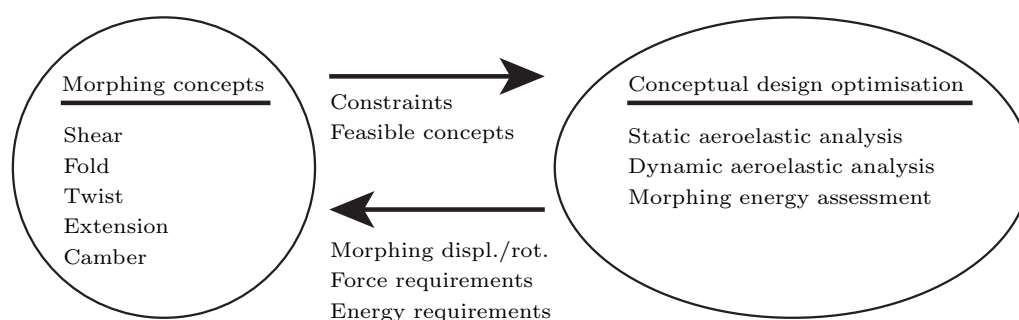 Morphing concepts
Shear
Fold
Twist
Extension
Camber
Constraints
Feasible concepts
Morphing displ./rot.
Force requirements
Energy requirements
Conceptual design optimisation
Static aeroelastic analysis
Dynamic aeroelastic analysis
Morphing energy assessment